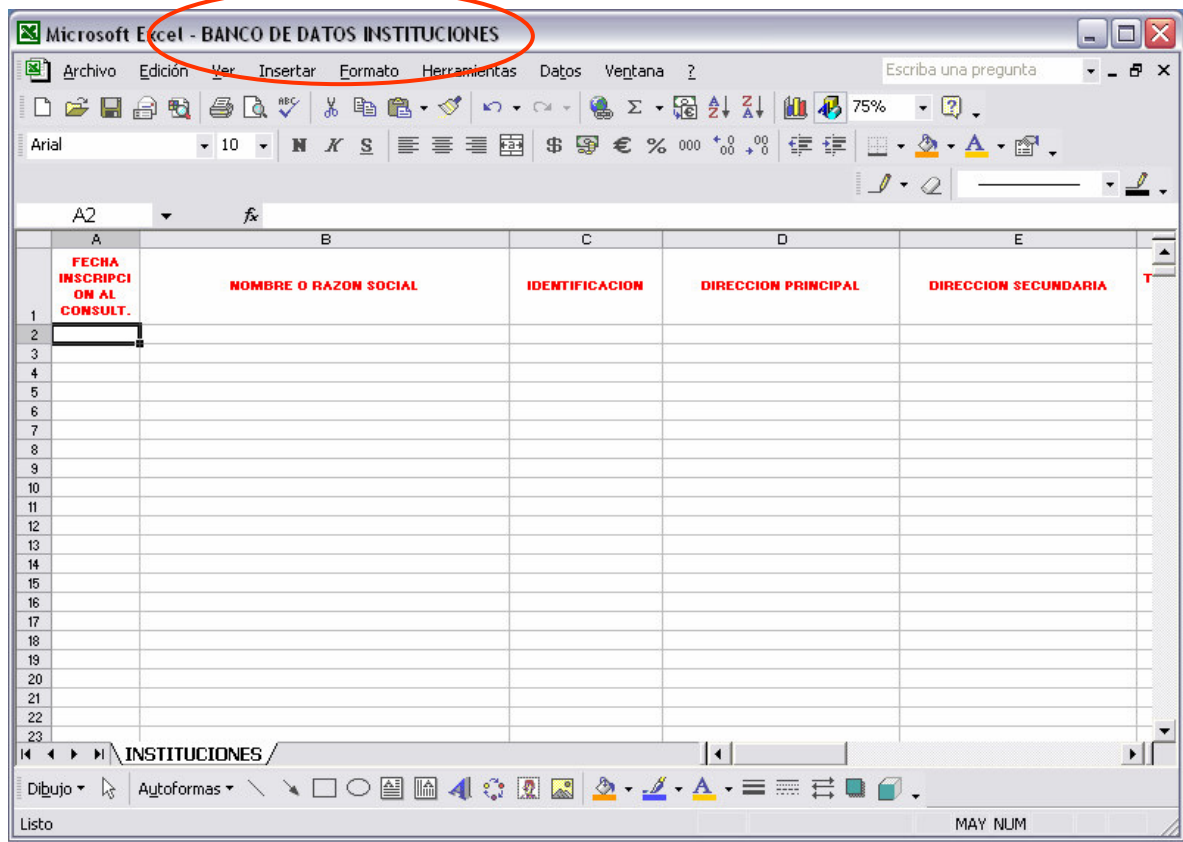 Microsoft Excel - BANCO DE DATOS INSTITUCIONES
Archivo Edición Ver Insertar Formato Herramientas Datos Ventana ? Escriba una pregunta
ABC Σ A Z Z A 75% ?
Arial 10 N K S $ € % 000
A2 fx
A B C D E
1 FECHA INSCRIPCI ON AL CONSULT. NOMBRE O RAZON SOCIAL IDENTIFICACION DIRECCION PRINCIPAL DIRECCION SECUNDARIA T
2
3
4
5
6
7
8
9
10
11
12
13
14
15
16
17
18
19
20
21
22
23
INSTITUCIONES
Dibujo Autoformas
Listo MAY NUM